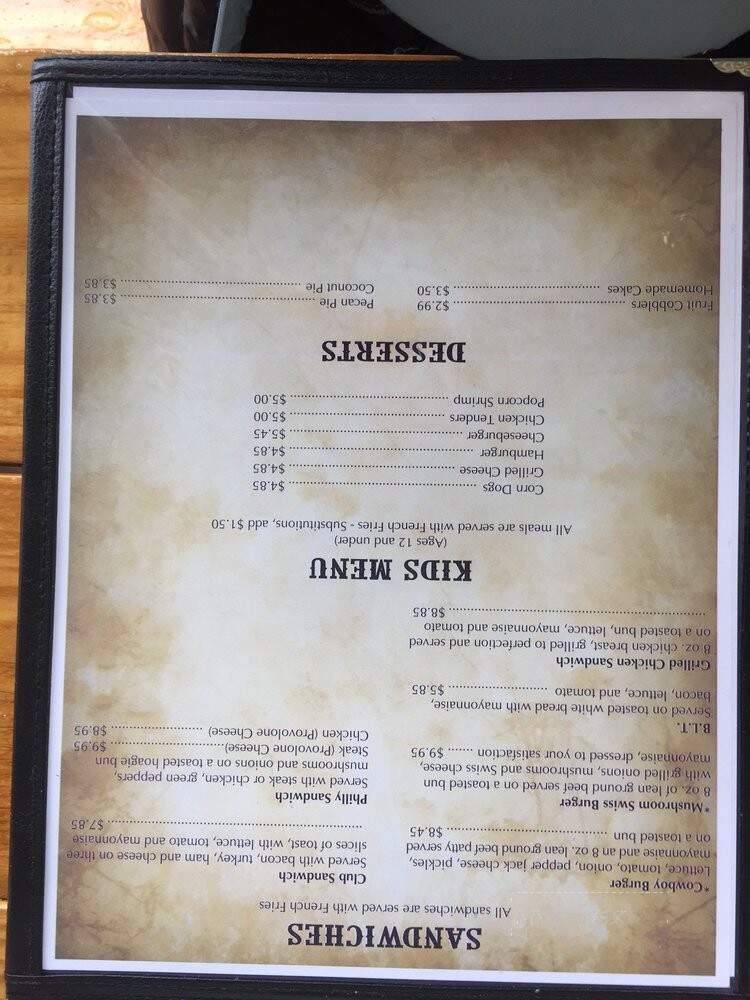 SANDWICHES
All sandwiches are served with French Fries
*Cowboy Burger
Lettuce, tomato, onion, pepper jack cheese, pickles,
mayonnaise and an 8 oz. lean ground beef patty served
on a toasted bun ................................ $8.45
*Mushroom Swiss Burger
8 oz. of lean ground beef served on a toasted bun
with grilled onions, mushrooms and Swiss cheese,
mayonnaise, dressed to your satisfaction ...... $9.95
B.L.T.
Served on toasted white bread with mayonnaise,
bacon, lettuce, and tomato .................... $5.85
Grilled Chicken Sandwich
8 oz. chicken breast, grilled to perfection and served
on a toasted bun, lettuce, mayonnaise and tomato
.................................................... $8.85
Club Sandwich
Served with bacon, turkey, ham and cheese on three
slices of toast, with lettuce, tomato and mayonnaise
.................................................... $7.85
Philly Sandwich
Served with steak or chicken, green peppers,
mushrooms and onions on a toasted hoagie bun
Steak (Provolone Cheese)....................... $9.95
Chicken (Provolone Cheese) .................... $8.95
KIDS MENU
(Ages 12 and under)
All meals are served with French Fries - Substitutions, add $1.50
Corn Dogs ....................................... $4.85
Grilled Cheese .................................. $4.85
Hamburger ...................................... $4.85
Cheeseburger ................................... $5.45
Chicken Tenders ................................ $5.00
Popcorn Shrimp ................................. $5.00
DESSERTS
Fruit Cobblers .................................. $2.99
Homemade Cakes .............................. $3.50
Pecan Pie ....................................... $3.85
Coconut Pie .................................... $3.85